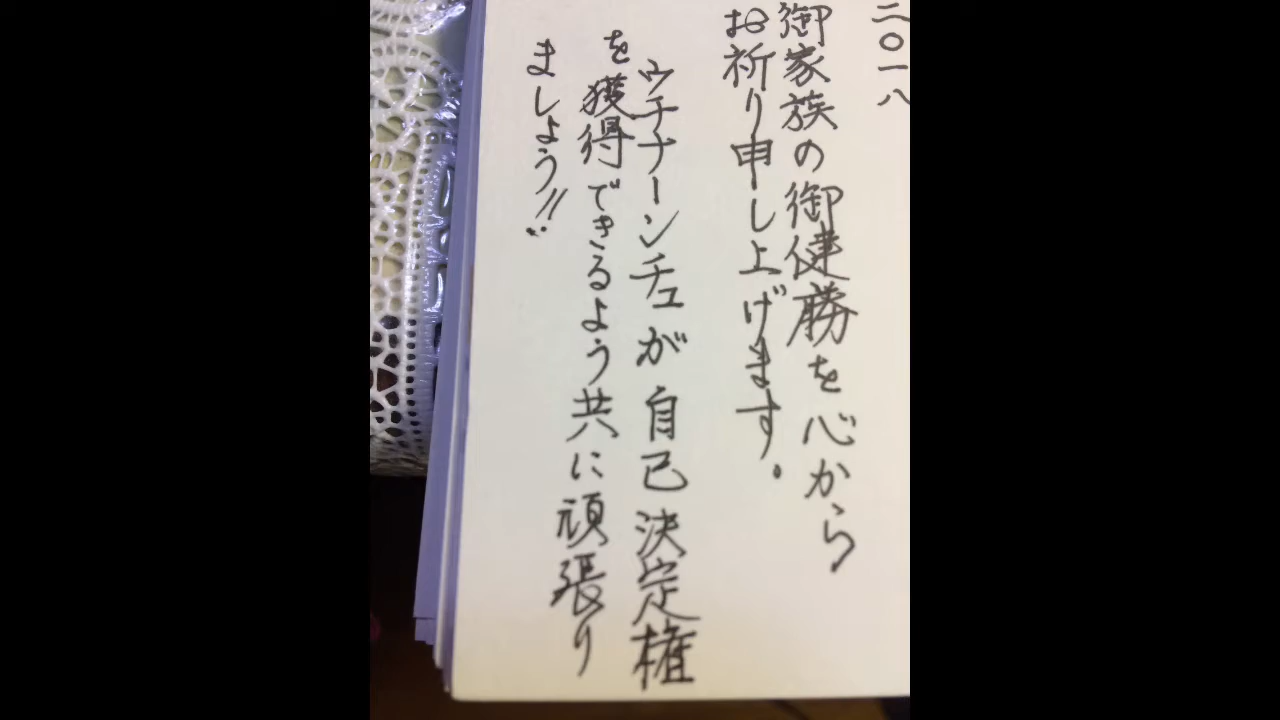 二〇一八
御家族の御健勝を心から
お祈り申し上げます。
ウチナーンチュが自己決定権
を獲得できるよう共に頑張り
ましょう!!